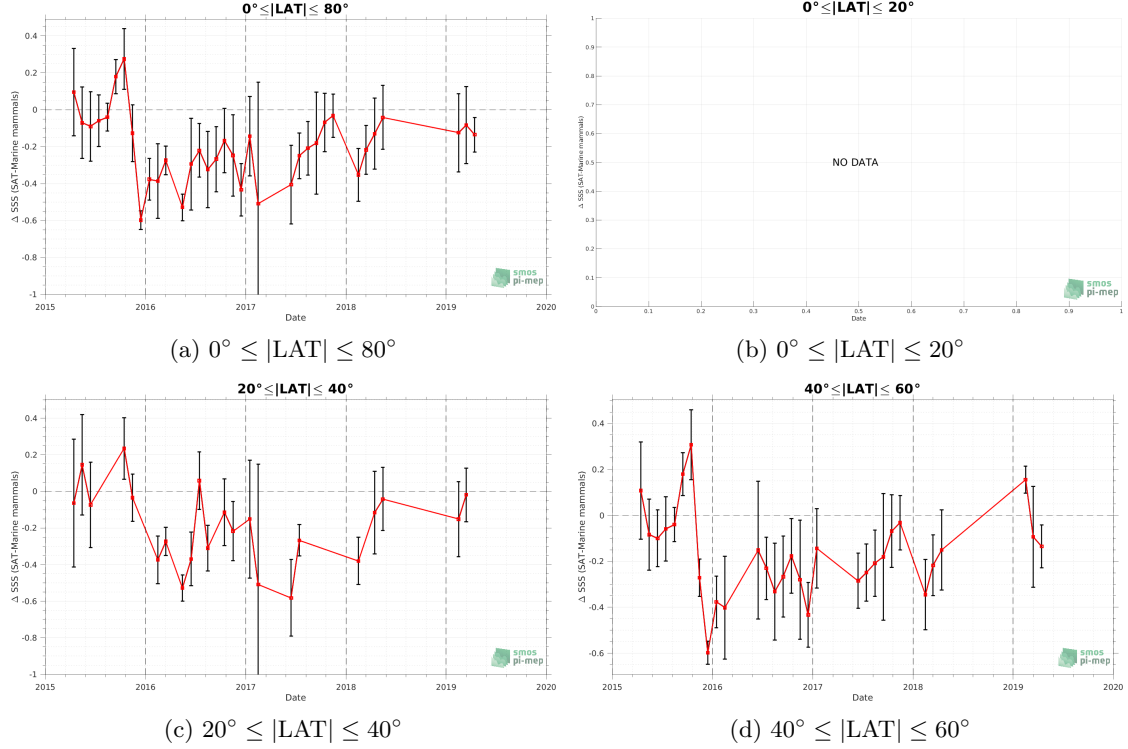 0°≤|LAT|≤ 80°
Δ SSS (SAT-Marine mammals)
0.4
0.2
0
-0.2
-0.4
-0.6
-0.8
-1
2015 2016 2017 2018 2019 2020
Date
smos
pi-mep
(a) 0° ≤ |LAT| ≤ 80°
0°≤|LAT|≤ 20°
Δ SSS (SAT-Marine mammals)
1
0.9
0.8
0.7
0.6
0.5
0.4
0.3
0.2
0.1
0
NO DATA
0 0.1 0.2 0.3 0.4 0.5 0.6 0.7 0.8 0.9 1
Date
smos
pi-mep
(b) 0° ≤ |LAT| ≤ 20°
20°≤|LAT|≤ 40°
Δ SSS (SAT-Marine mammals)
0.4
0.2
0
-0.2
-0.4
-0.6
-0.8
-1
2015 2016 2017 2018 2019 2020
Date
smos
pi-mep
(c) 20° ≤ |LAT| ≤ 40°
40°≤|LAT|≤ 60°
Δ SSS (SAT-Marine mammals)
0.4
0.2
0
-0.2
-0.4
-0.6
2015 2016 2017 2018 2019 2020
Date
smos
pi-mep
(d) 40° ≤ |LAT| ≤ 60°